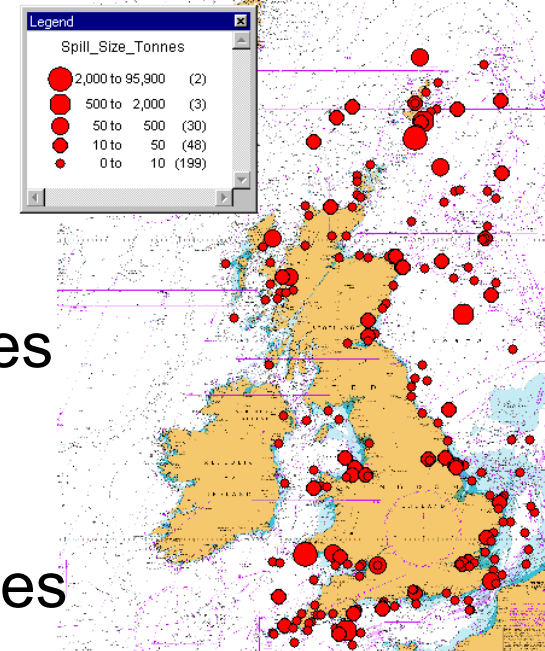 Legend
Spill_Size_Tonnes
2,000 to 95,900 (2)
500 to 2,000 (3)
50 to 500 (30)
10 to 50 (48)
0 to 10 (199)
es
es